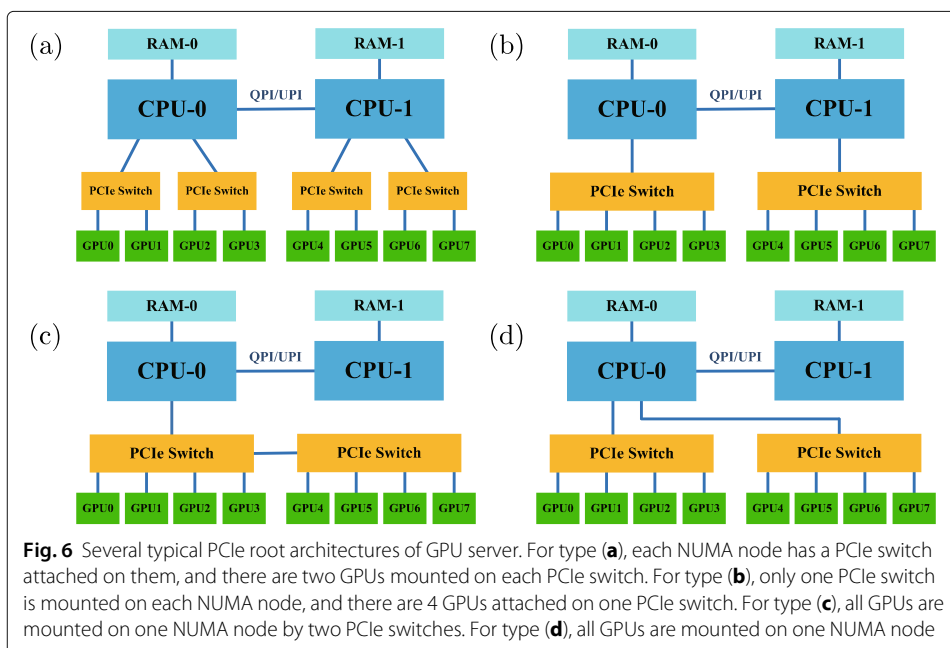 (a)
RAM-0
RAM-1
CPU-0
QPI/UPI
CPU-1
PCIe Switch
PCIe Switch
PCIe Switch
PCIe Switch
GPU0
GPU1
GPU2
GPU3
GPU4
GPU5
GPU6
GPU7
(b)
RAM-0
RAM-1
CPU-0
QPI/UPI
CPU-1
PCIe Switch
PCIe Switch
GPU0
GPU1
GPU2
GPU3
GPU4
GPU5
GPU6
GPU7
(c)
RAM-0
RAM-1
CPU-0
QPI/UPI
CPU-1
PCIe Switch
PCIe Switch
GPU0
GPU1
GPU2
GPU3
GPU4
GPU5
GPU6
GPU7
(d)
RAM-0
RAM-1
CPU-0
QPI/UPI
CPU-1
PCIe Switch
PCIe Switch
GPU0
GPU1
GPU2
GPU3
GPU4
GPU5
GPU6
GPU7
Fig. 6 Several typical PCIe root architectures of GPU server. For type (a), each NUMA node has a PCIe switch
attached on them, and there are two GPUs mounted on each PCIe switch. For type (b), only one PCIe switch
is mounted on each NUMA node, and there are 4 GPUs attached on one PCIe switch. For type (c), all GPUs are
mounted on one NUMA node by two PCIe switches. For type (d), all GPUs are mounted on one NUMA node